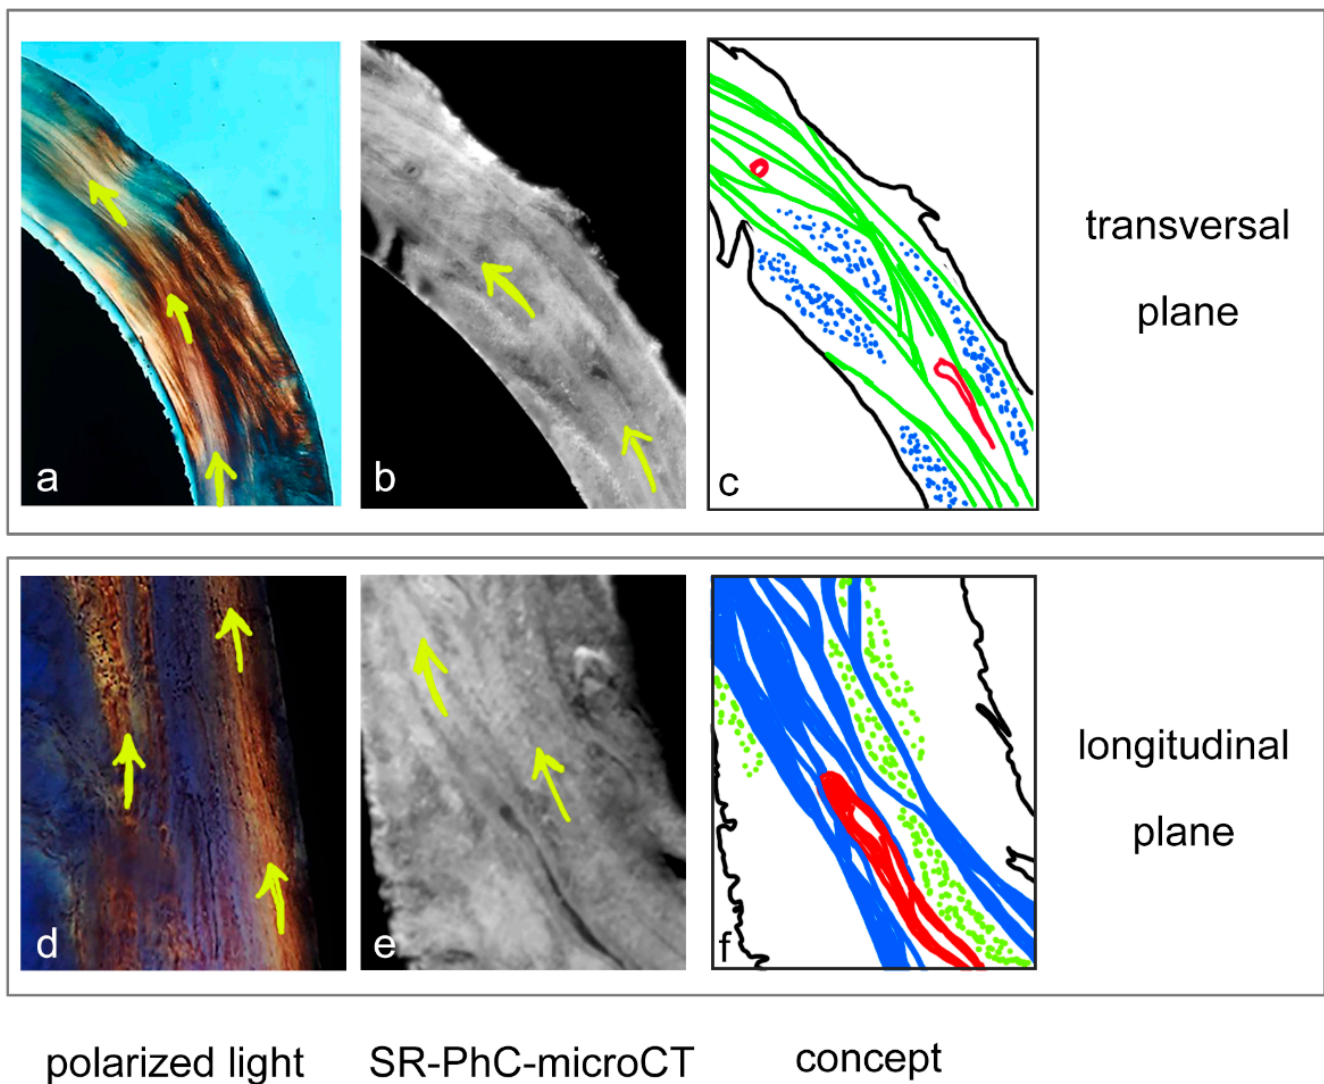 a
b
c
transversal
plane
d
e
f
longitudinal
plane
polarized light
SR-PhC-microCT
concept